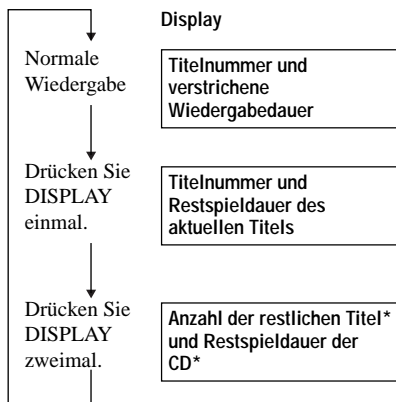 Display
Normale
Wiedergabe
Titelnummer und
verstrichene
Wiedergabedauer
Drücken Sie
DISPLAY
einmal.
Titelnummer und
Restspieldauer des
aktuellen Titels
Drücken Sie
DISPLAY
zweimal.
Anzahl der restlichen Titel*
und Restspieldauer der
CD*